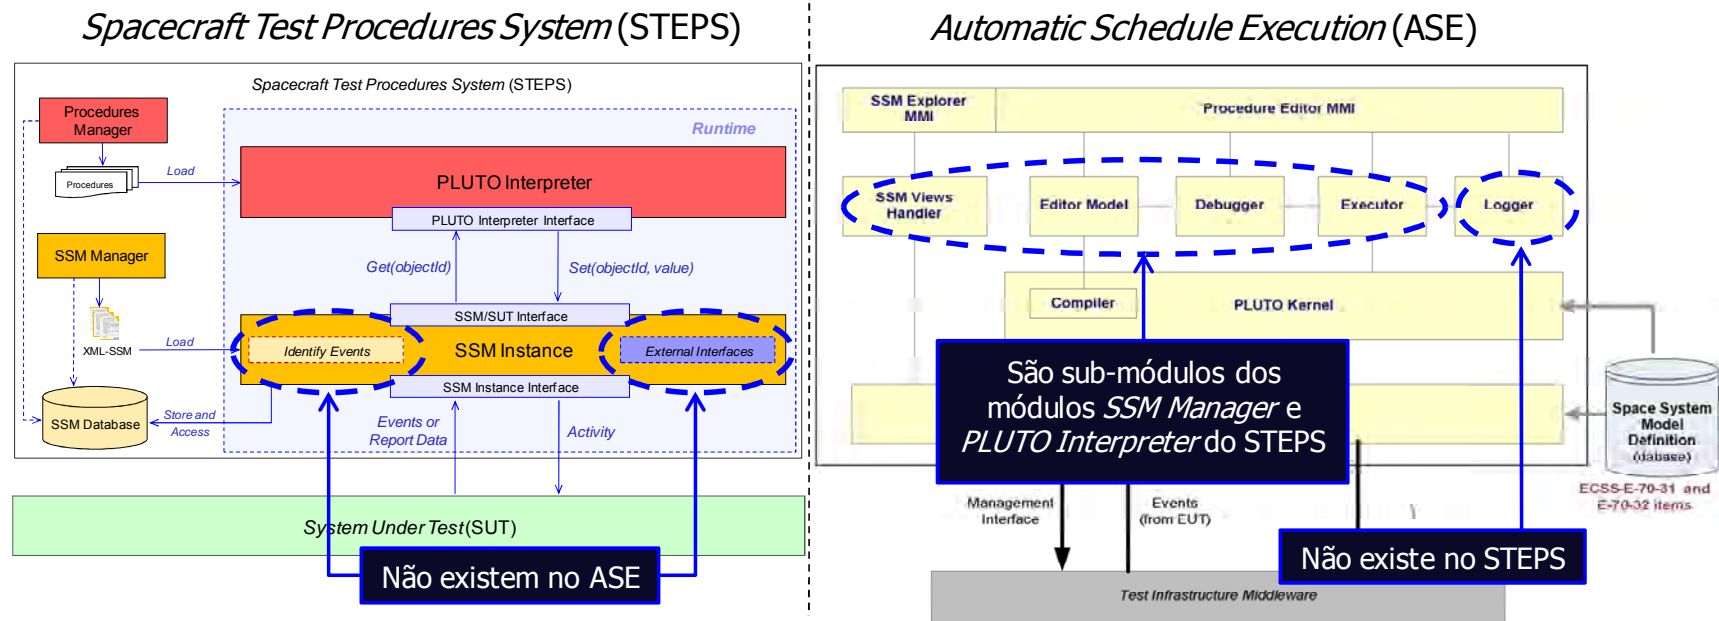 Spacecraft Test Procedures System (STEPS)
Automatic Schedule Execution (ASE)
Spacecraft Test Procedures System (STEPS)
Procedures
Manager
Runtime
Procedures
Load
PLUTO Interpreter
PLUTO Interpreter Interface
SSM Manager
Get(objectId)
Set(objectId, value)
XML-SSM
Load
SSM/SUT Interface
Identify Events
SSM Instance
External Interfaces
SSM Instance Interface
SSM Database
Store and
Access
Events or
Report Data
Activity
System Under Test(SUT)
Não existem no ASE
SSM Explorer
MMI
Procedure Editor MMI
SSM Views
Handler
Editor Model
Debugger
Executor
Logger
Compiler
PLUTO Kernel
São sub-módulos dos
módulos SSM Manager e
PLUTO Interpreter do STEPS
Space System
Model
Definition
(dabase)
ECSS-E-70-31 and
E-70-32 items
Management
Interface
Events
(from EUT)
Não existe no STEPS
Test Infrastructure Middleware